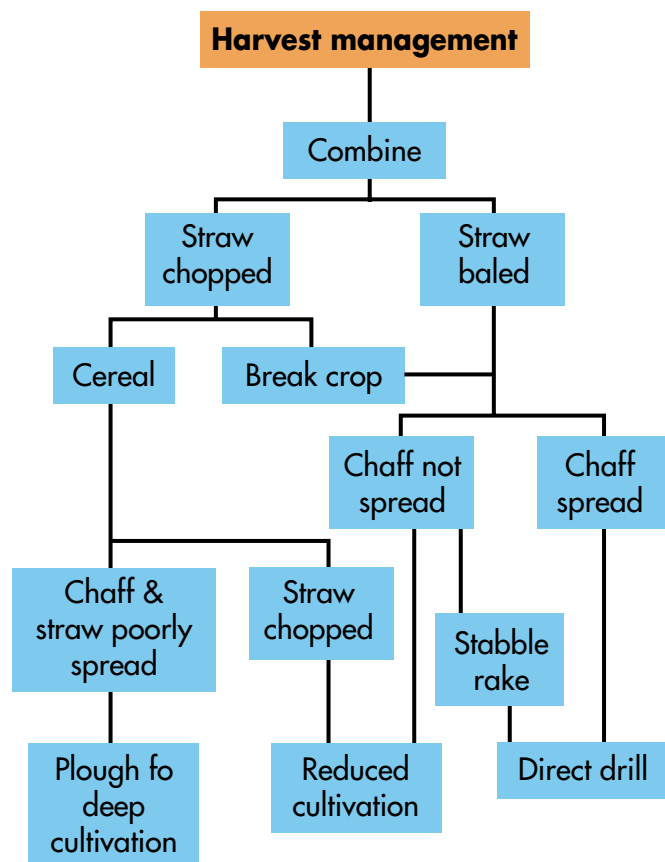 Harvest management
Combine
Straw
chopped
Straw
baled
Cereal
Break crop
Chaff not
spread
Chaff
spread
Chaff &
straw poorly
spread
Straw
chopped
Stabble
rake
Plough fo
deep
cultivation
Reduced
cultivation
Direct drill